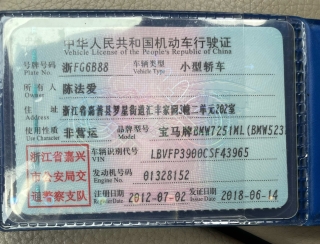 中华人民共和国机动车行驶证
Vehicle License of the People's Republic of China
号牌号码 浙FG6B88 车辆类型 小型轿车
Plate No. Vehicle Type
所有人 陈法爱
Owner
住址 浙江省嘉善县罗星街道汇丰家园3幢二单元202室
Address
使用性质 非营运 品牌型号 宝马牌BMW7251ML(BMW523
Use Character Model
浙江省嘉兴 车辆识别代号 LBVFP3900CSF43965
VIN
市公安局交 发动机号码 01328152
Engine No.
通警察支队 注册日期 2012-07-02 发证日期 2018-06-14
Register Date Issue Date